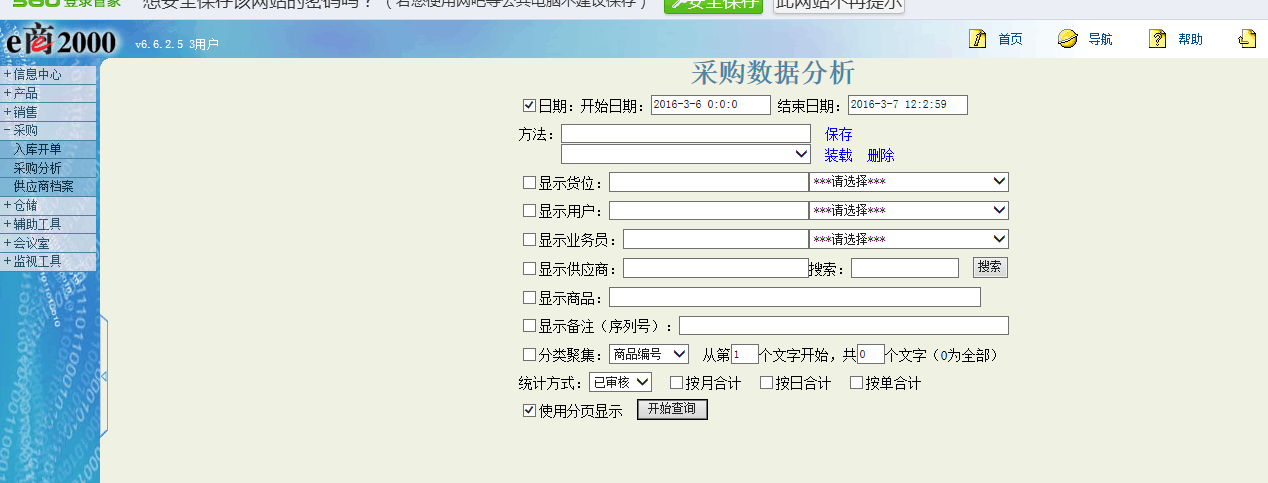 360登录管家 想安全保存该网站的密码吗？（若您使用网吧等公共电脑不建议保存） 安全保存 此网站不再提示
e商2000 v6.6.2.5 3用户 首页 导航 帮助
+信息中心
+产品
+销售
-采购
入库开单
采购分析
供应商档案
+仓储
+辅助工具
+会议室
+监视工具
采购数据分析
日期：开始日期：2016-3-6 0:0:0 结束日期：2016-3-7 12:2:59
方法： 保存
装载 删除
显示货位： ***请选择***
显示用户： ***请选择***
显示业务员： ***请选择***
显示供应商： 搜索： 搜索
显示商品：
显示备注（序列号）：
分类聚集：商品编号 从第1个文字开始，共0个文字（0为全部）
统计方式：已审核 按月合计 按日合计 按单合计
使用分页显示 开始查询